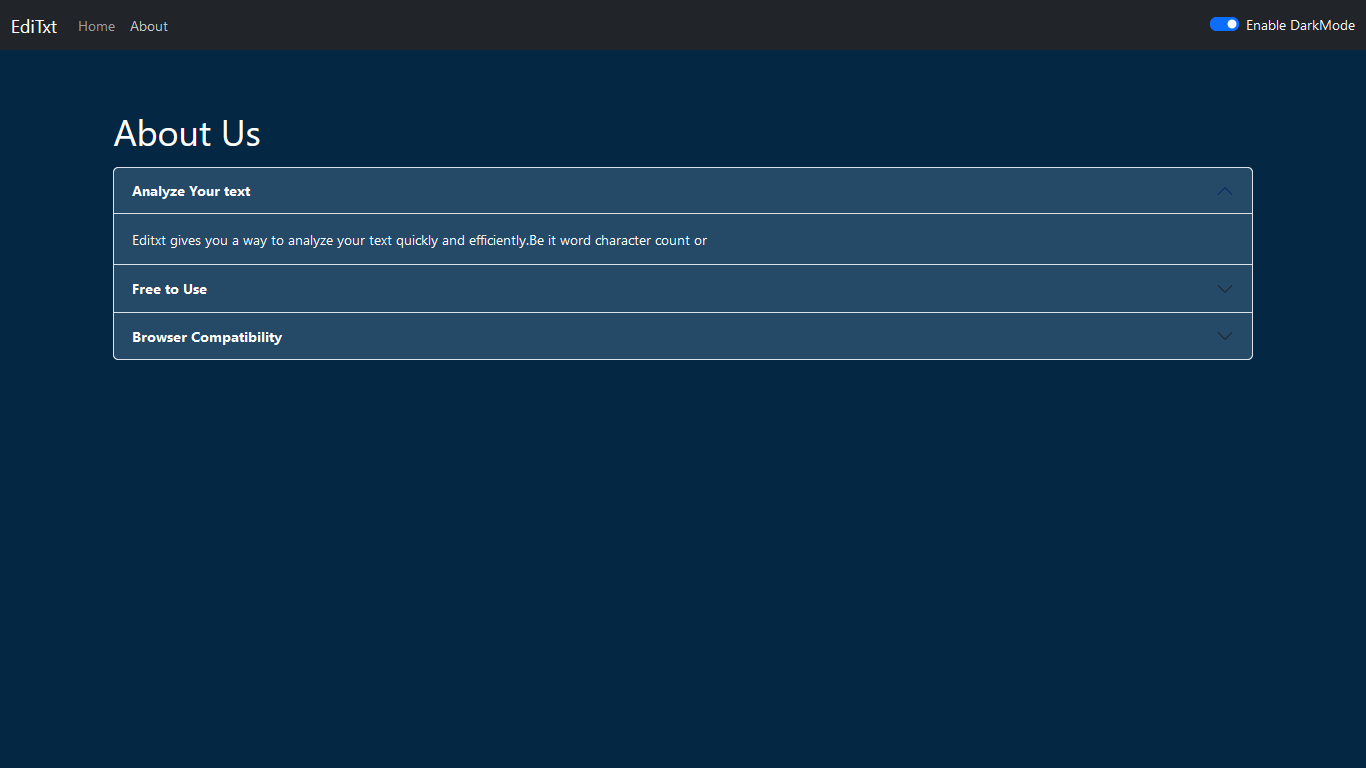 EdiTxt Home About Enable DarkMode
About Us
Analyze Your text
Editxt gives you a way to analyze your text quickly and efficiently.Be it word character count or
Free to Use
Browser Compatibility